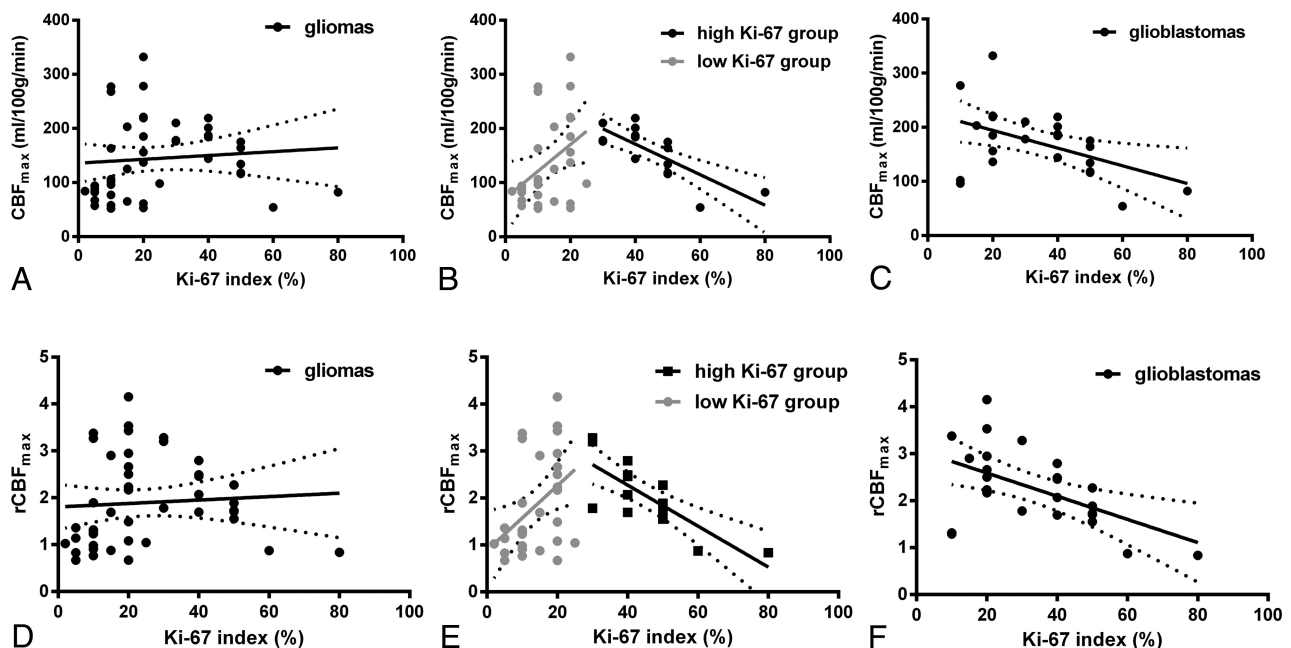 400
300
200
100
0
CBFmax (ml/100g/min)
0 20 40 60 80 100
Ki-67 index (%)
gliomas
A
400
300
200
100
0
CBFmax (ml/100g/min)
0 20 40 60 80 100
Ki-67 index (%)
high Ki-67 group
low Ki-67 group
B
400
300
200
100
0
CBFmax (ml/100g/min)
0 20 40 60 80 100
Ki-67 index (%)
glioblastomas
C
5
4
3
2
1
0
rCBFmax
0 20 40 60 80 100
Ki-67 index (%)
gliomas
D
5
4
3
2
1
0
rCBFmax
0 20 40 60 80 100
Ki-67 index (%)
high Ki-67 group
low Ki-67 group
E
5
4
3
2
1
0
rCBFmax
0 20 40 60 80 100
Ki-67 index (%)
glioblastomas
F